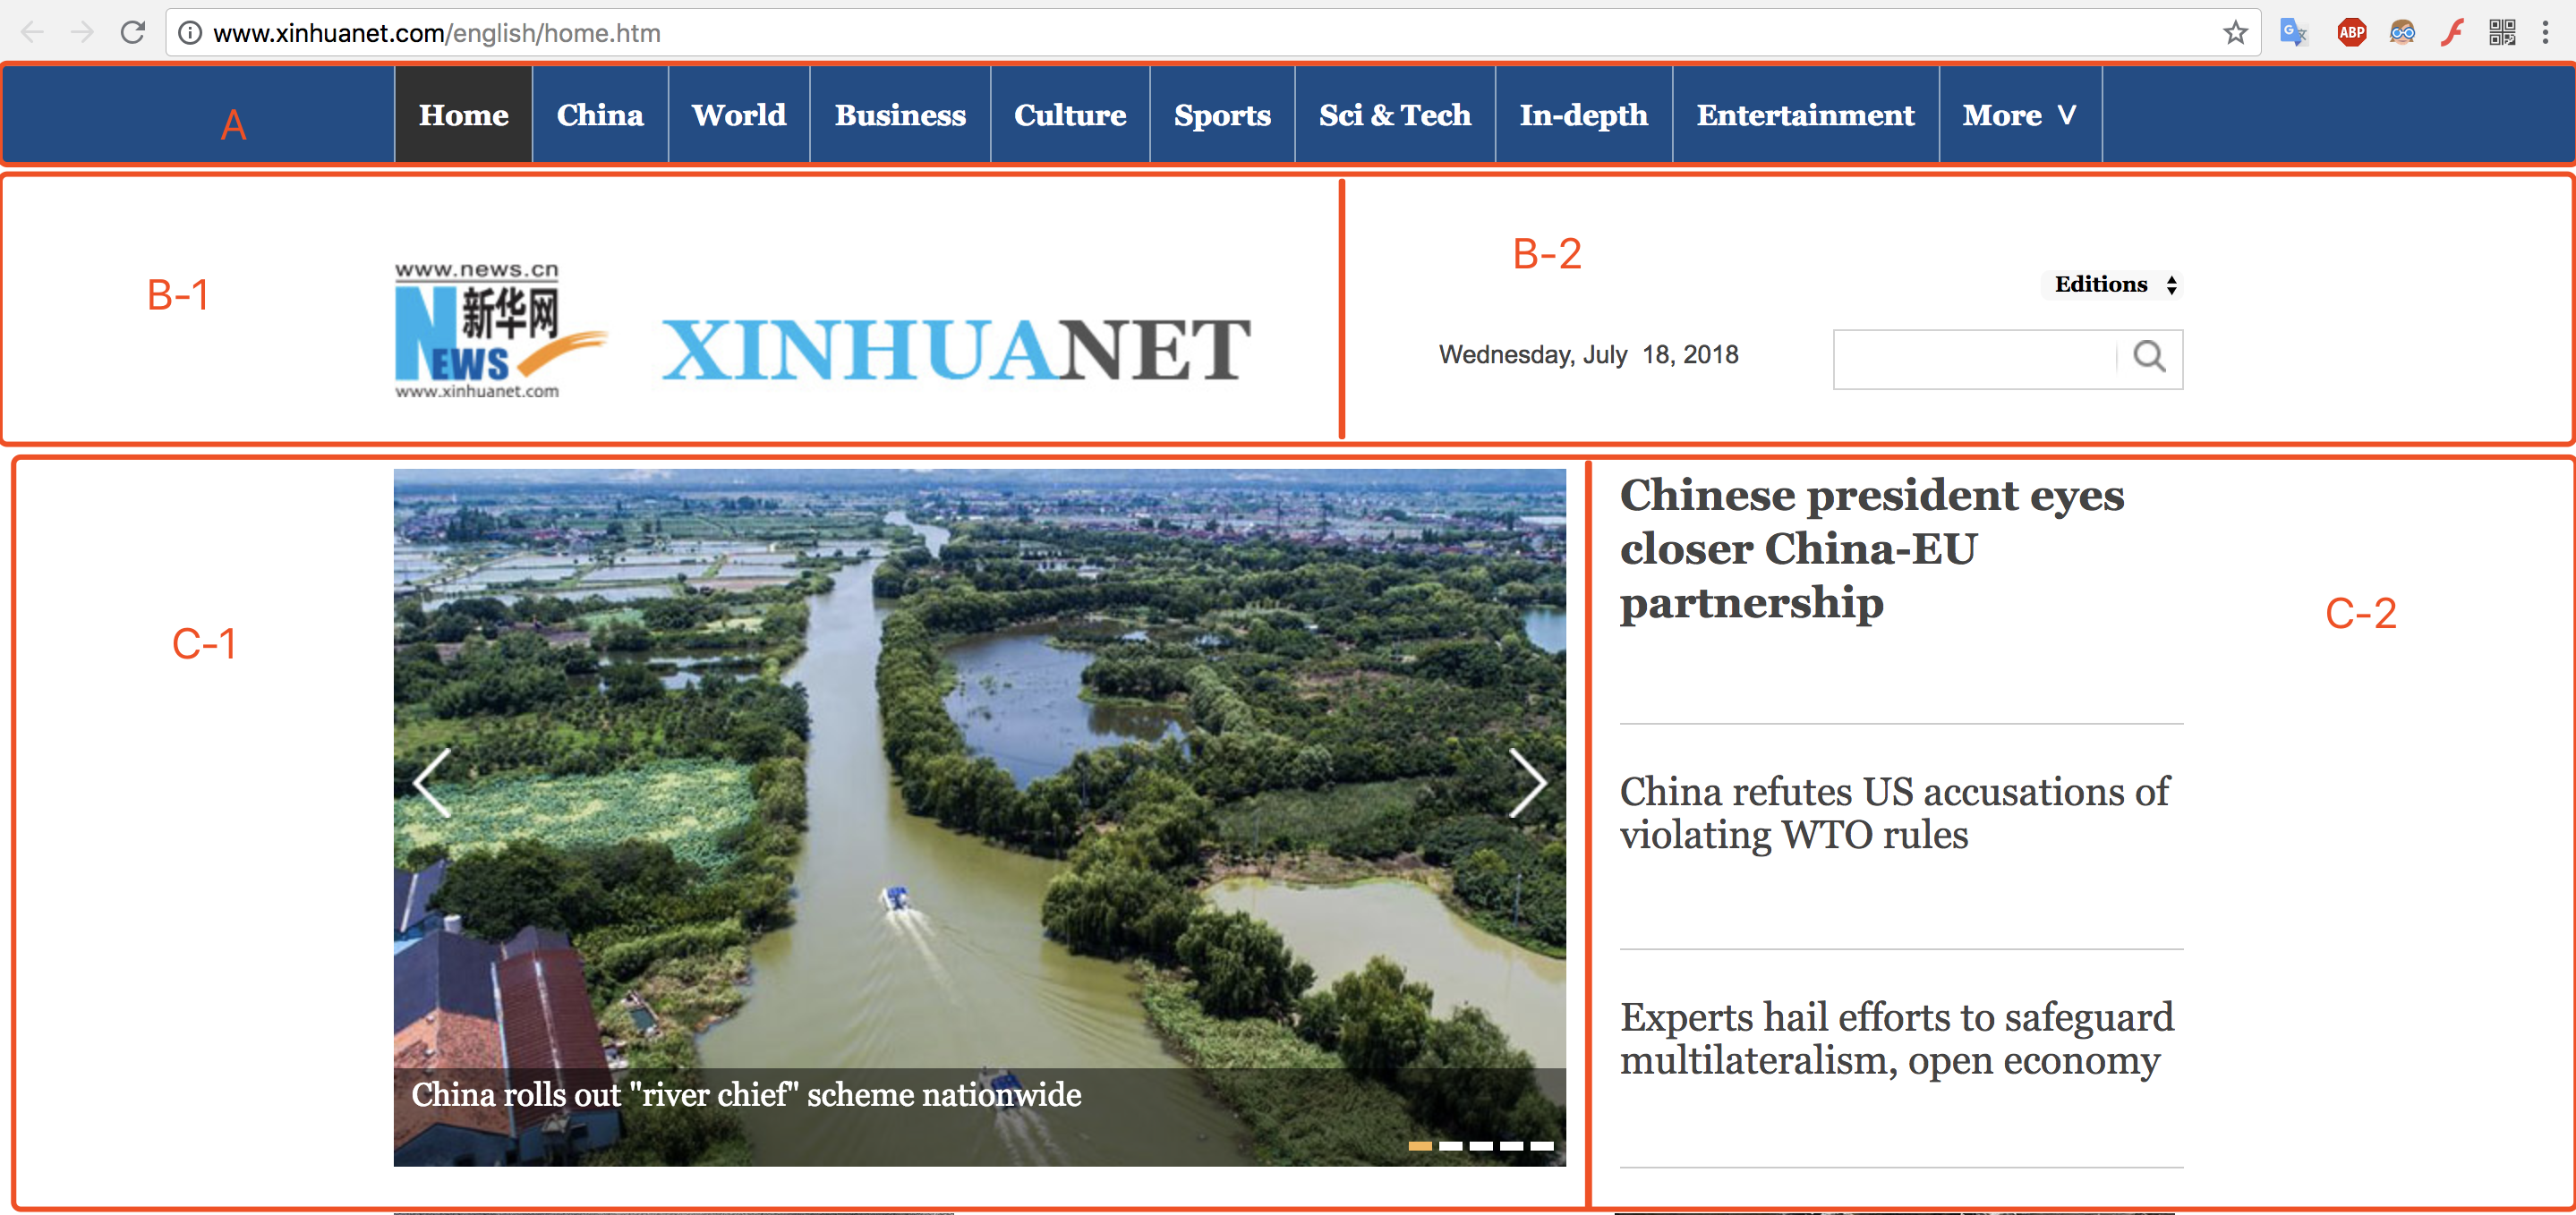 www.xinhuanet.com/english/home.htm
ABP
A
Home China World Business Culture Sports Sci & Tech In-depth Entertainment More V
B-1
www.news.cn
新华网
NEWS
www.xinhuanet.com
XINHUANET
B-2
Editions
Wednesday, July 18, 2018
C-1
China rolls out "river chief" scheme nationwide
Chinese president eyes
closer China-EU
partnership
China refutes US accusations of
violating WTO rules
Experts hail efforts to safeguard
multilateralism, open economy
C-2